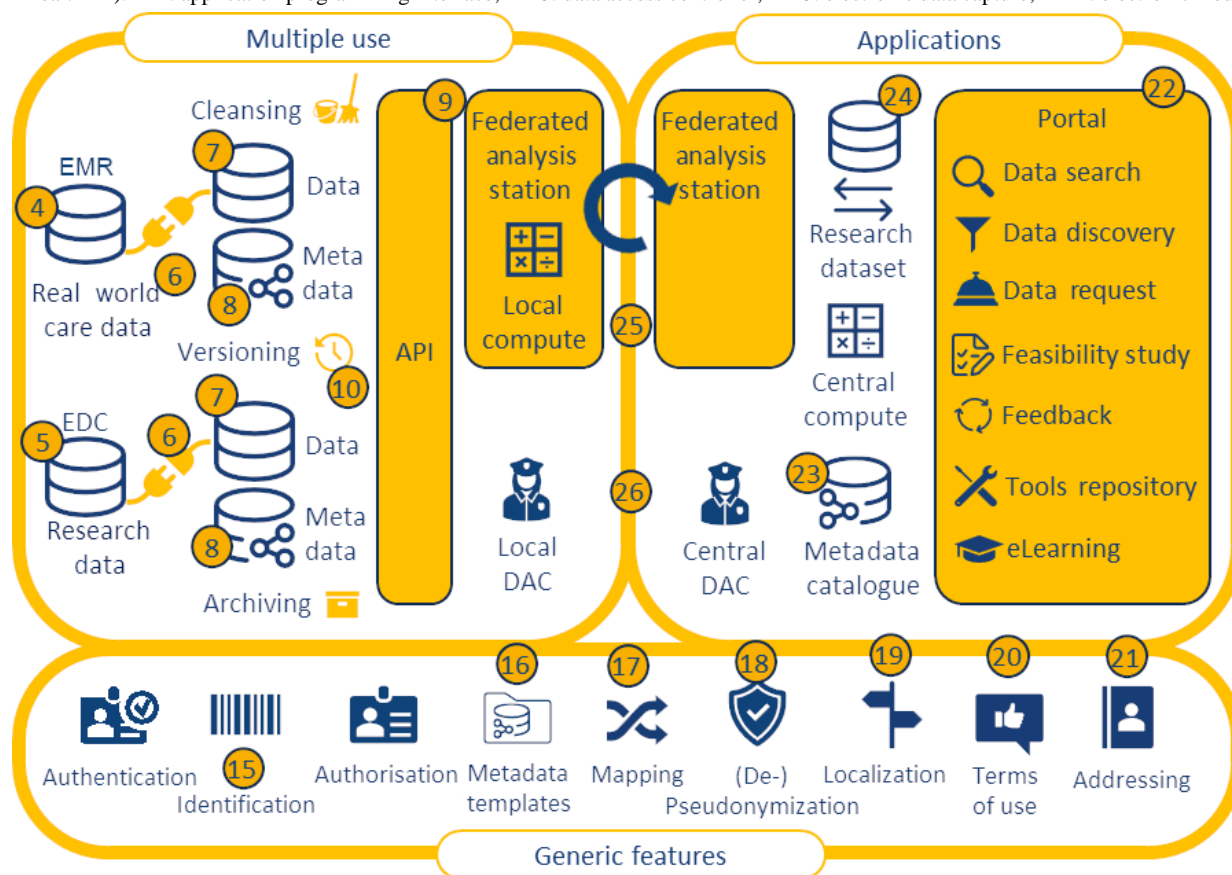 Multiple use
Applications
Cleansing
9
24
22
7
EMR
4
Data
6
Meta
data
8
Real world
care data
Versioning
10
API
Federated
analysis
station
Local
compute
25
Federated
analysis
station
Research
dataset
Central
compute
Portal
Data search
Data discovery
Data request
Feasibility study
Feedback
Tools repository
eLearning
7
EDC
5
6
Data
Research
data
Meta
data
8
Archiving
Local
DAC
26
Central
DAC
23
Metadata
catalogue
Authentication
15
Identification
Authorisation
16
Metadata
templates
17
Mapping
18
(De-)
Pseudonymization
19
Localization
20
Terms
of use
21
Addressing
Generic features